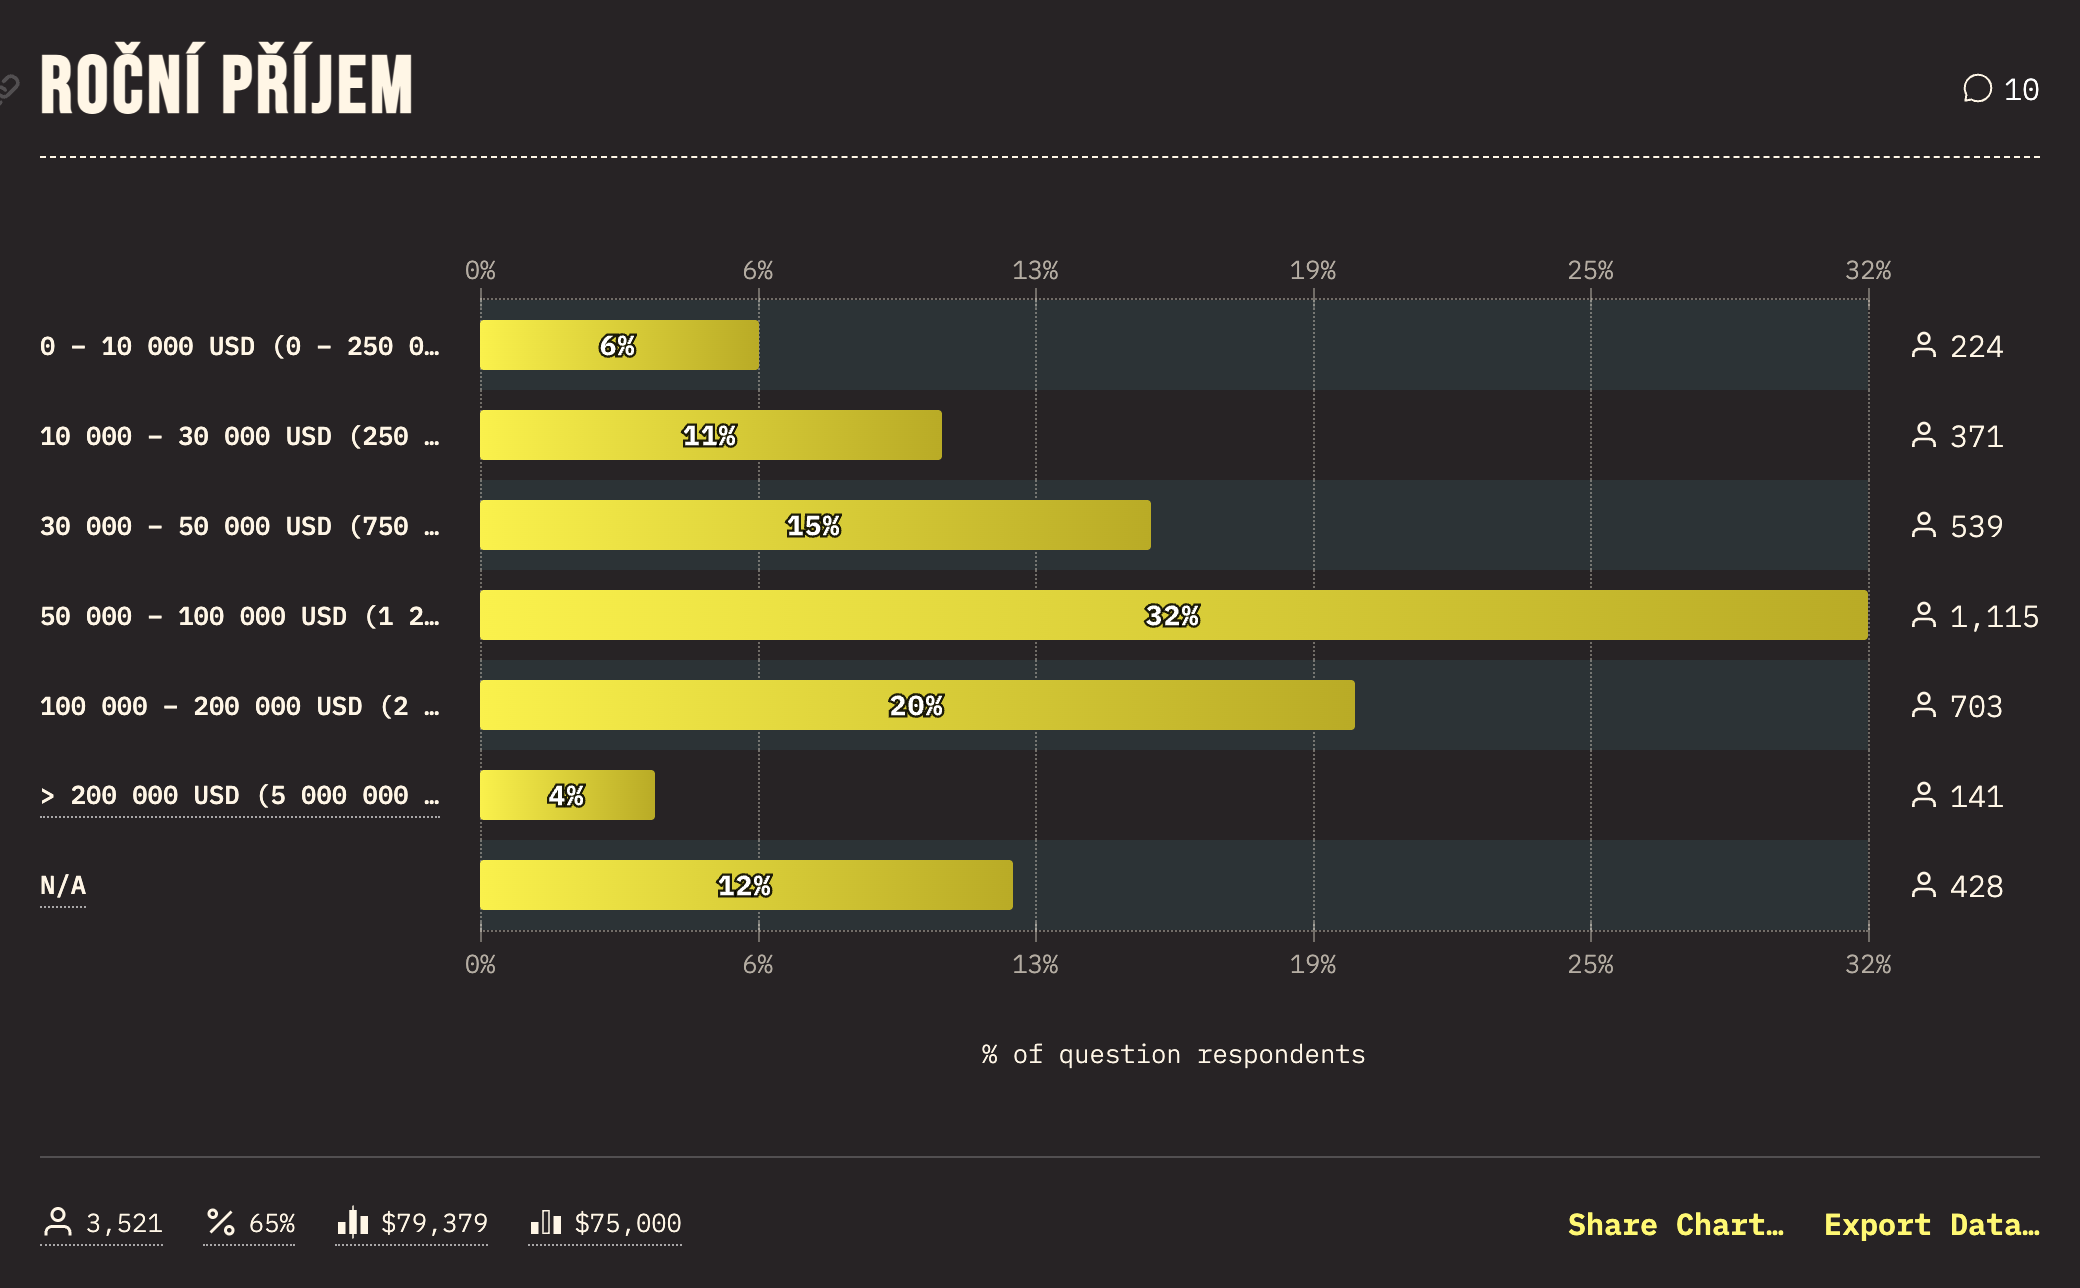 ROČNÍ PŘÍJEM
10
0% 6% 13% 19% 25% 32%
0 – 10 000 USD (0 – 250 0… 6% 224
10 000 – 30 000 USD (250 … 11% 371
30 000 – 50 000 USD (750 … 15% 539
50 000 – 100 000 USD (1 2… 32% 1,115
100 000 – 200 000 USD (2 … 20% 703
> 200 000 USD (5 000 000 … 4% 141
N/A 12% 428
0% 6% 13% 19% 25% 32%
% of question respondents
3,521 65% $79,379 $75,000 Share Chart… Export Data…